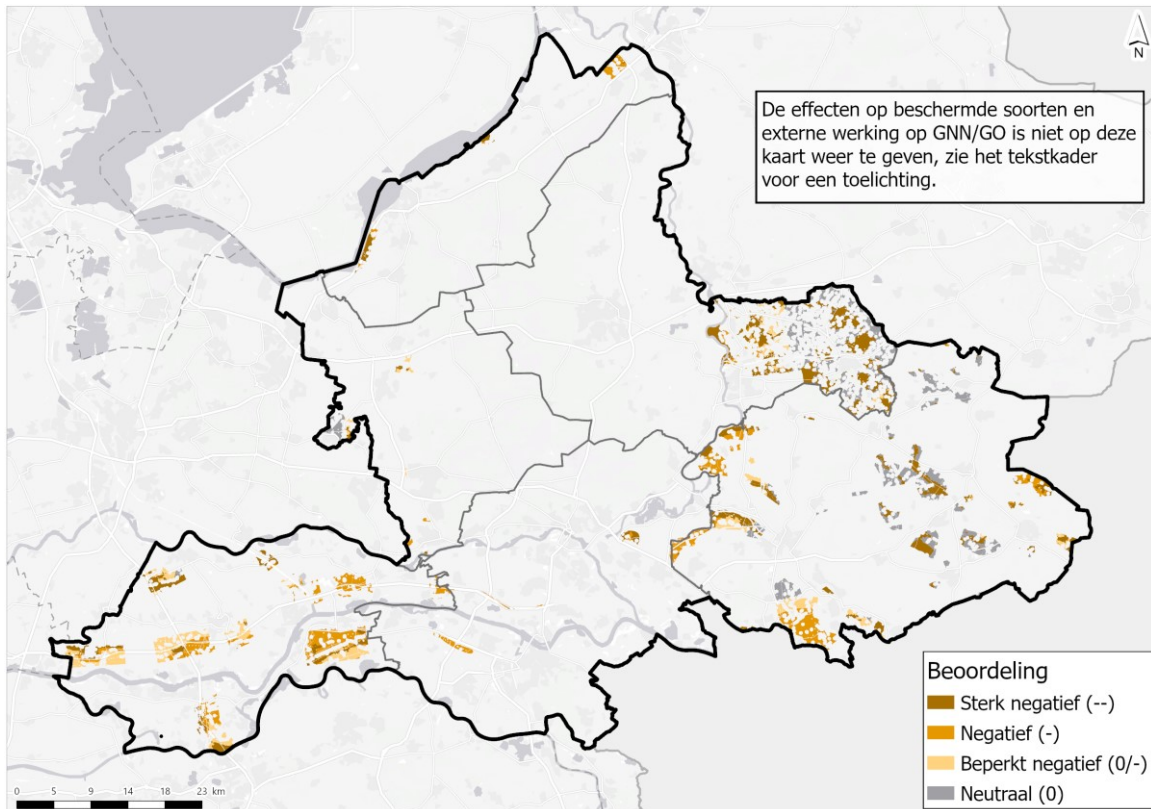 N
De effecten op beschermde soorten en
externe werking op GNN/GO is niet op deze
kaart weer te geven, zie het tekstkader
voor een toelichting.
Beoordeling
Sterk negatief (--)
Negatief (-)
Beperkt negatief (0/-)
Neutraal (0)
0 5 9 14 18 23 km